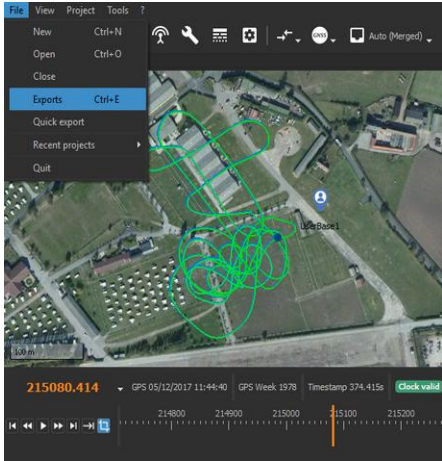 File View Project Tools ?
New Ctrl+N
Open Ctrl+O
Close
Exports Ctrl+E
Quick export
Recent projects
Quit
GNSS
Auto (Merged)
UserBase1
100 m
215080.414 GPS 05/12/2017 11:44:40 GPS Week 1978 Timestamp 374.415s Clock valid
214800 214900 215000 215100 215200